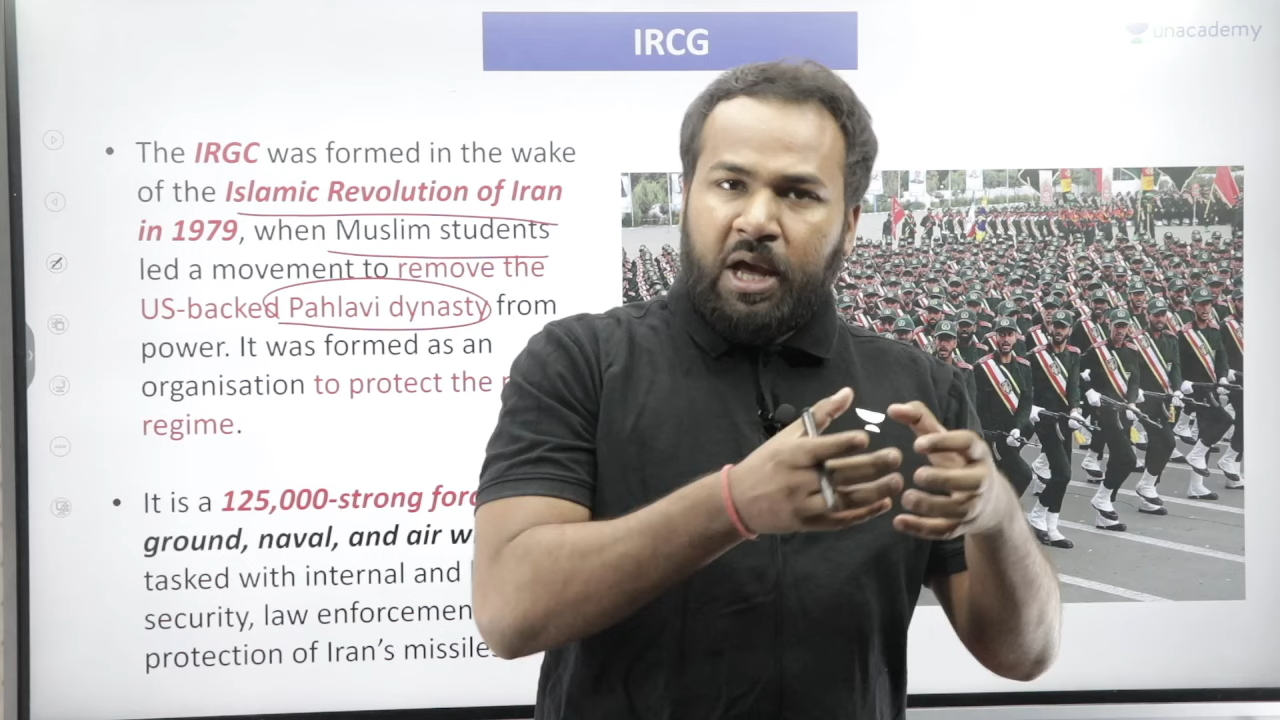 IRCG
unacademy
The IRGC was formed in the wake
of the Islamic Revolution of Iran
in 1979, when Muslim students
led a movement to remove the
US-backed Pahlavi dynasty from
power. It was formed as an
organisation to protect the
regime.
It is a 125,000-strong
ground, naval, and air
tasked with internal and
security, law
protection of Iran's